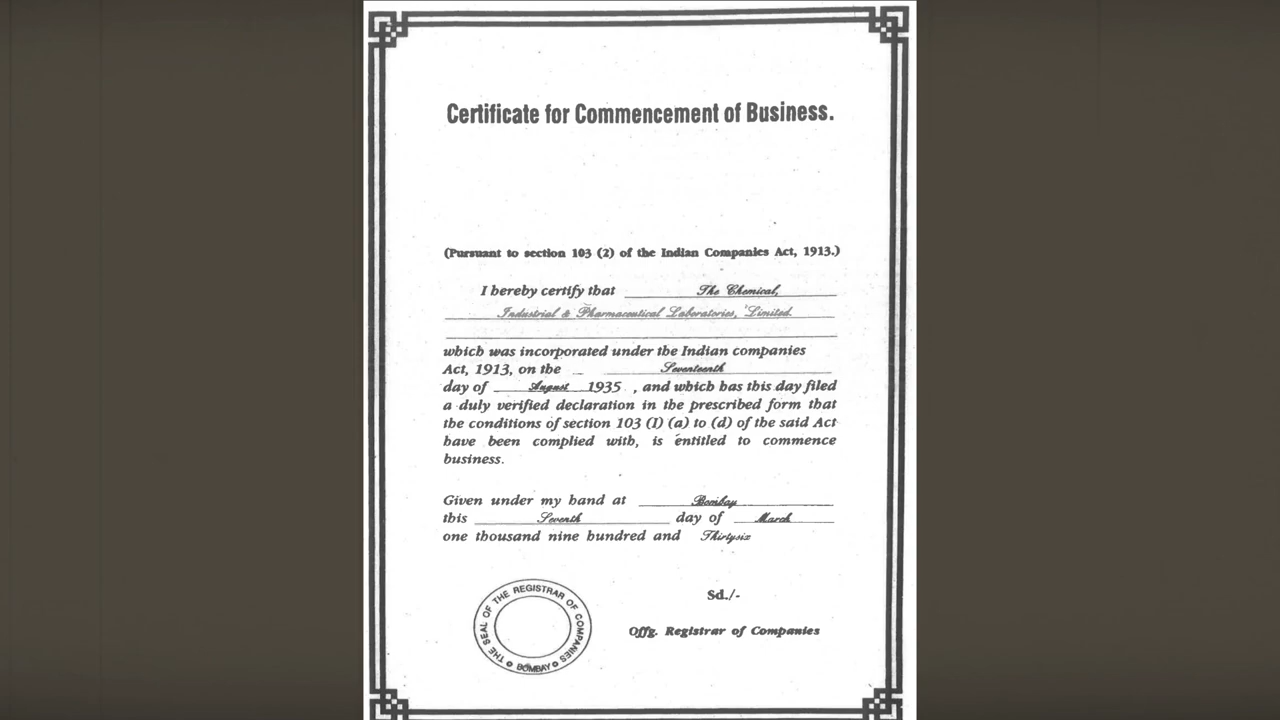 Certificate for Commencement of Business.
(Pursuant to section 103 (2) of the Indian Companies Act, 1913.)
I hereby certify that The Chemical,
Industrial & Pharmaceutical Laboratories, Limited.
which was incorporated under the Indian companies
Act, 1913, on the Seventeenth
day of August 1935 , and which has this day filed
a duly verified declaration in the prescribed form that
the conditions of section 103 (I) (a) to (d) of the said Act
have been complied with, is entitled to commence
business.
Given under my hand at Bombay
this Seventh day of March
one thousand nine hundred and Thirtysix
THE SEAL OF THE REGISTRAR OF COMPANIES
BOMBAY
Sd./-
Offg. Registrar of Companies